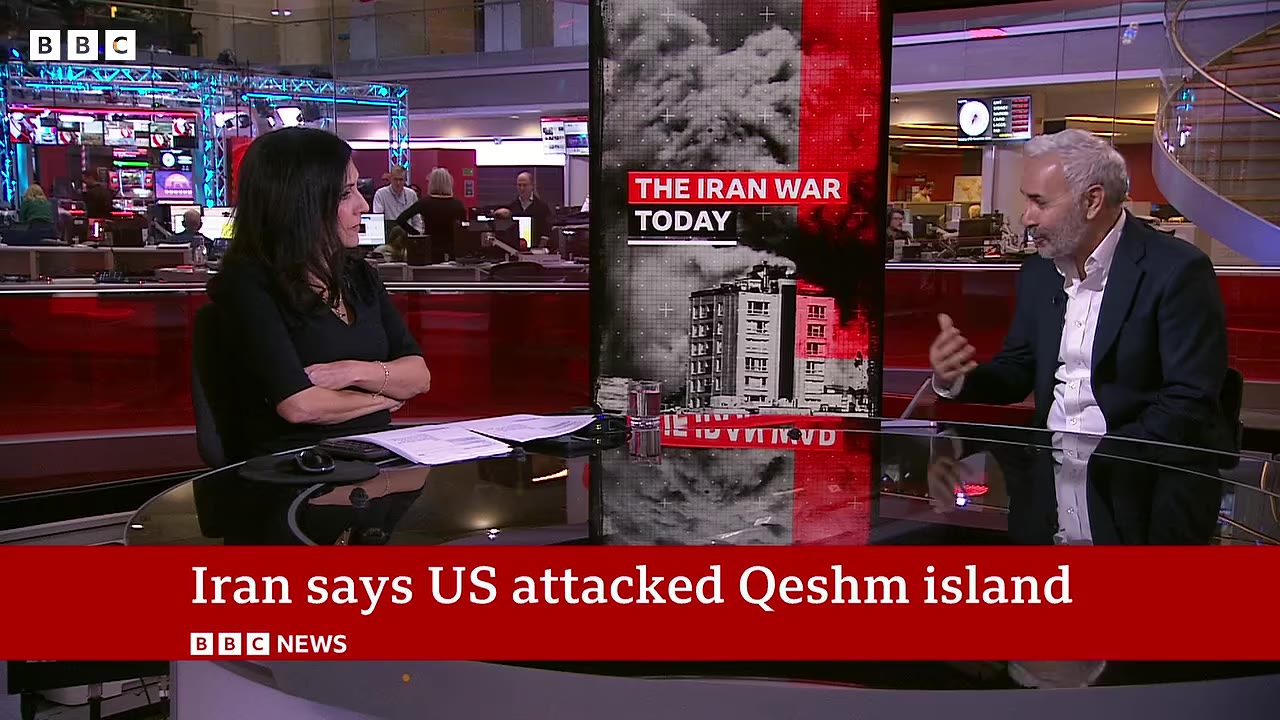 BBC
THE IRAN WAR
TODAY
Iran says US attacked Qeshm island
BBC NEWS